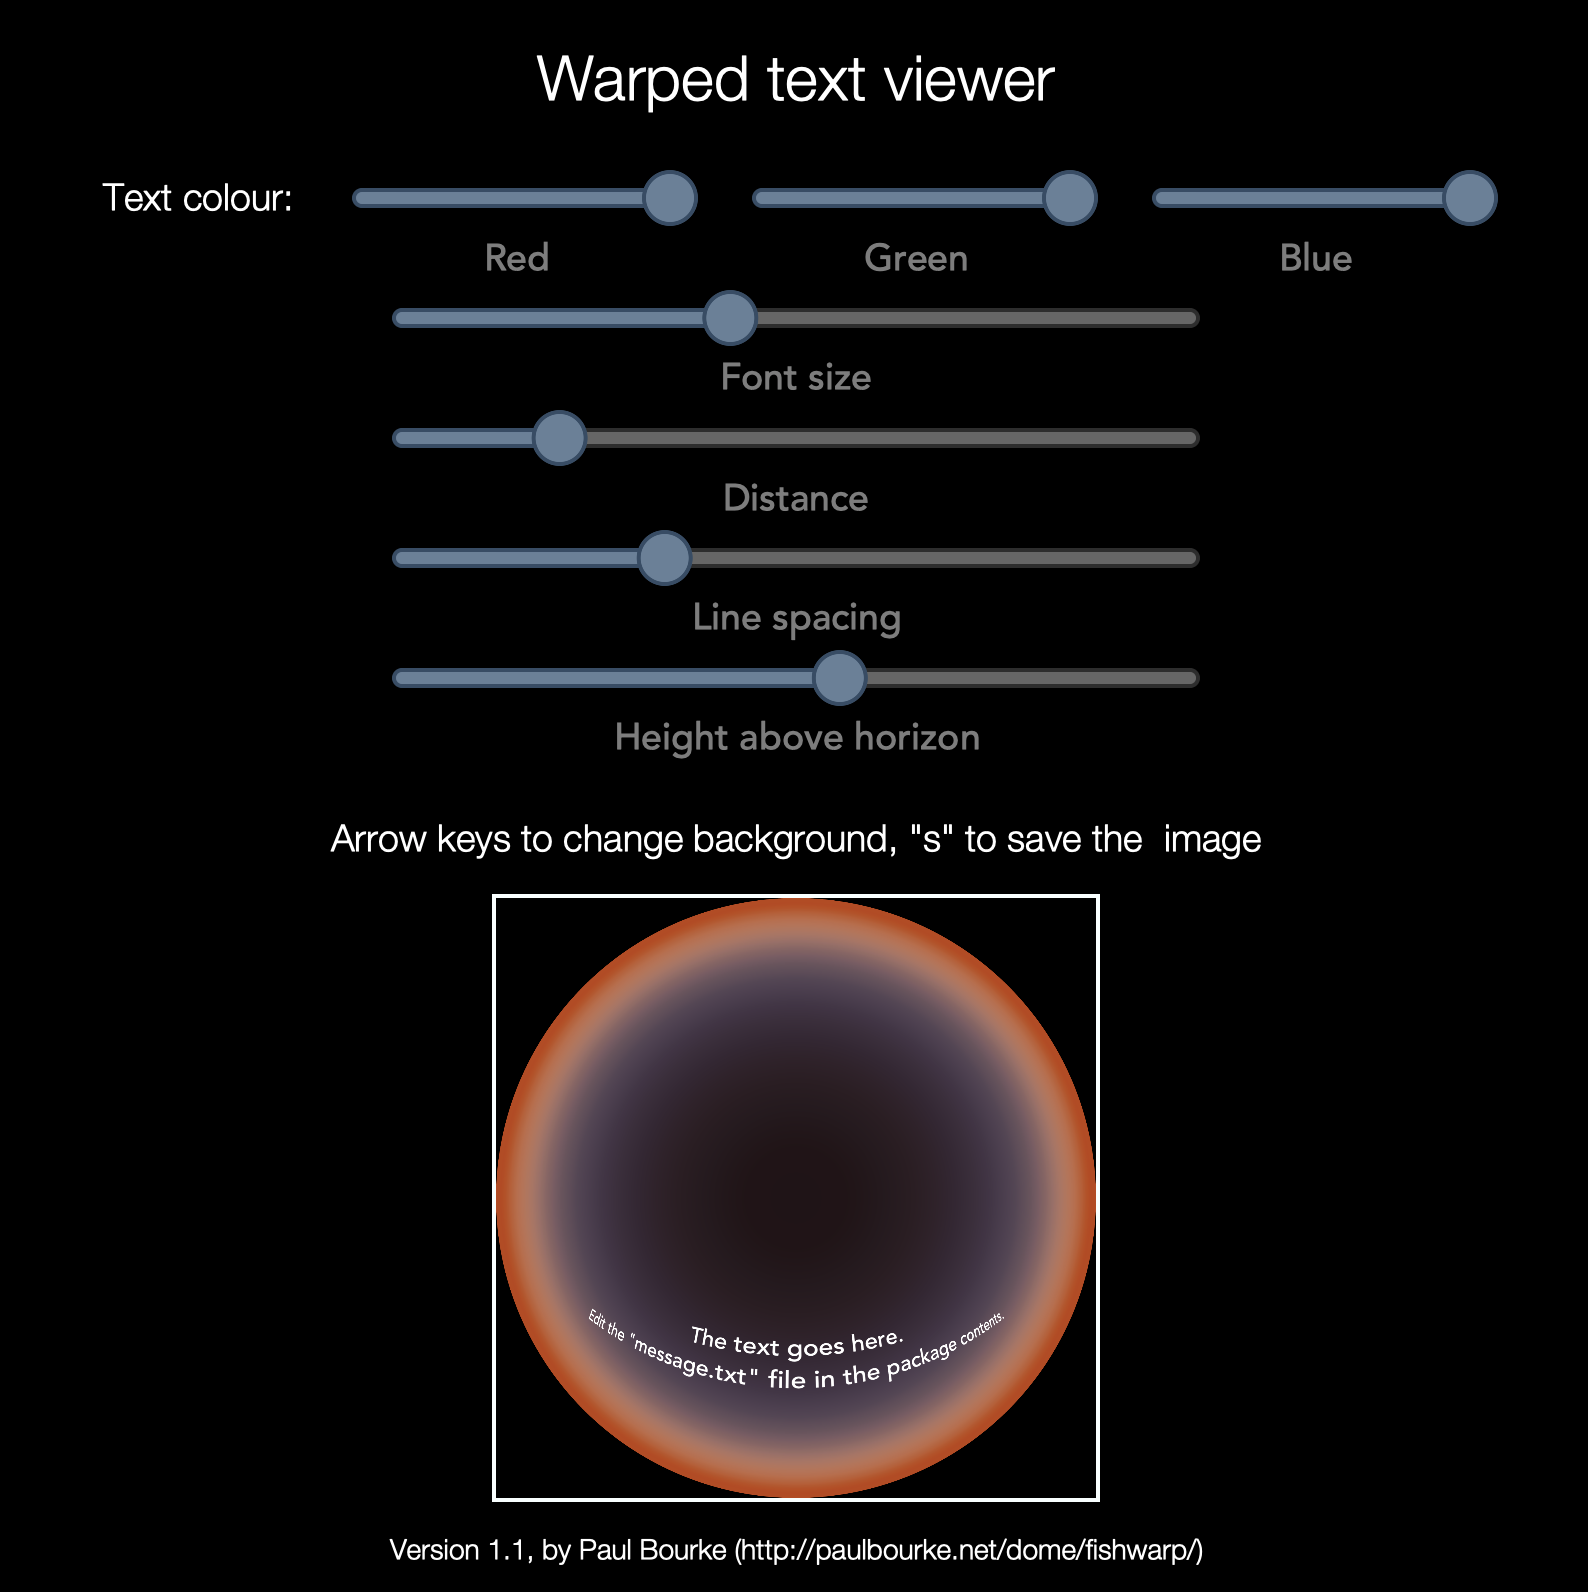 Warped text viewer
Text colour:
Red Green Blue
Font size
Distance
Line spacing
Height above horizon
Arrow keys to change background, "s" to save the  image
The text goes here.
Edit the "message.txt" file in the package contents.
Version 1.1, by Paul Bourke (http://paulbourke.net/dome/fishwarp/)